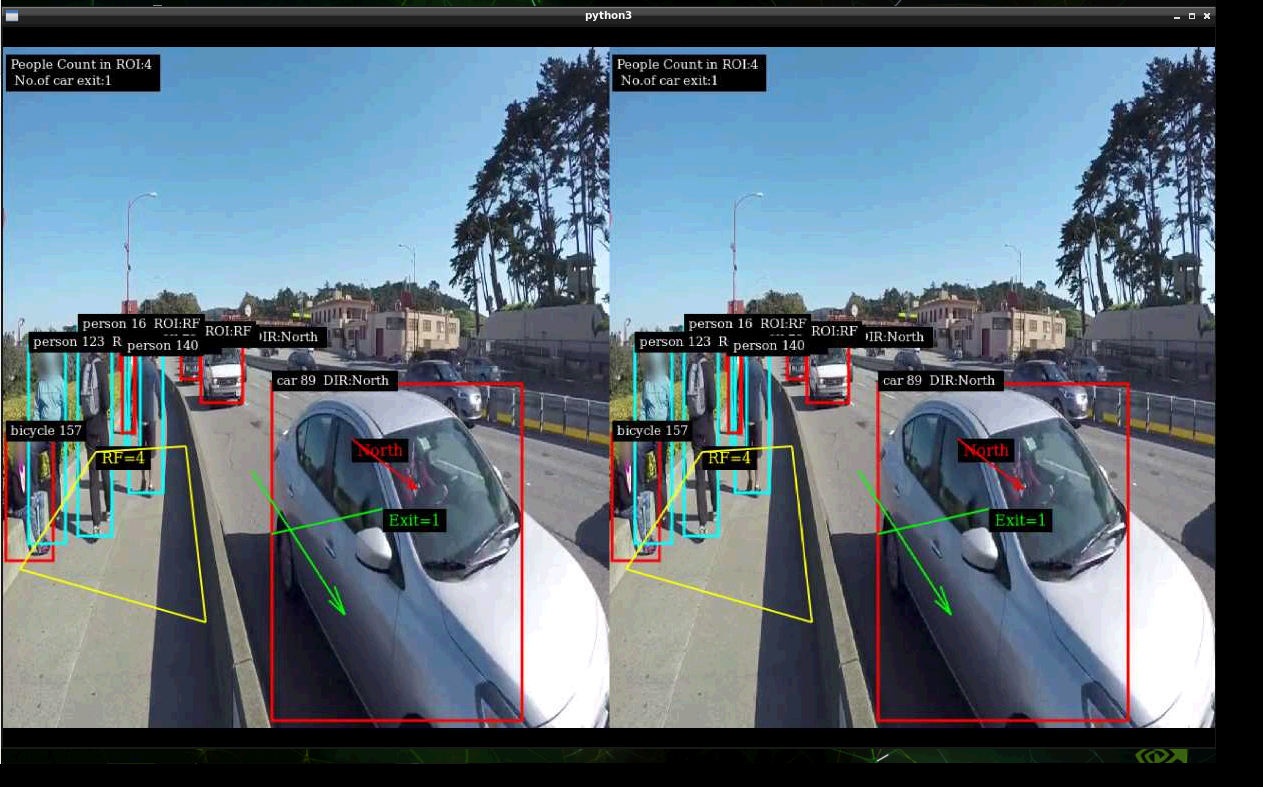 python3
People Count in ROI:4
No.of car exit:1
person 16 ROI:RF
ROI:RF
DIR:North
person 123 R
person 140
car 89 DIR:North
bicycle 157
RF=4
North
Exit=1
People Count in ROI:4
No.of car exit:1
person 16 ROI:RF
ROI:RF
DIR:North
person 123 R
person 140
car 89 DIR:North
bicycle 157
RF=4
North
Exit=1